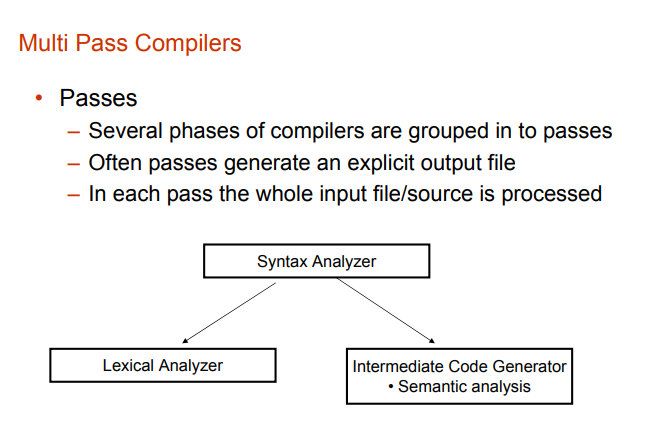 Multi Pass Compilers
• Passes
– Several phases of compilers are grouped in to passes
– Often passes generate an explicit output file
– In each pass the whole input file/source is processed
Syntax Analyzer
Lexical Analyzer
Intermediate Code Generator
• Semantic analysis